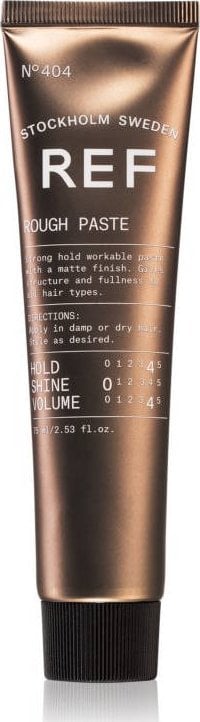 Nº404
STOCKHOLM SWEDEN
REF
ROUGH PASTE
Strong hold workable paste
with a matte finish. Gives
structure and fullness to
all hair types.
DIRECTIONS:
Apply in damp or dry hair.
Style as desired.
HOLD 0 1 2 3 4 5
SHINE 0 1 2 3 4 5
VOLUME 0 1 2 3 4 5
75 ml/2.53 fl.oz.